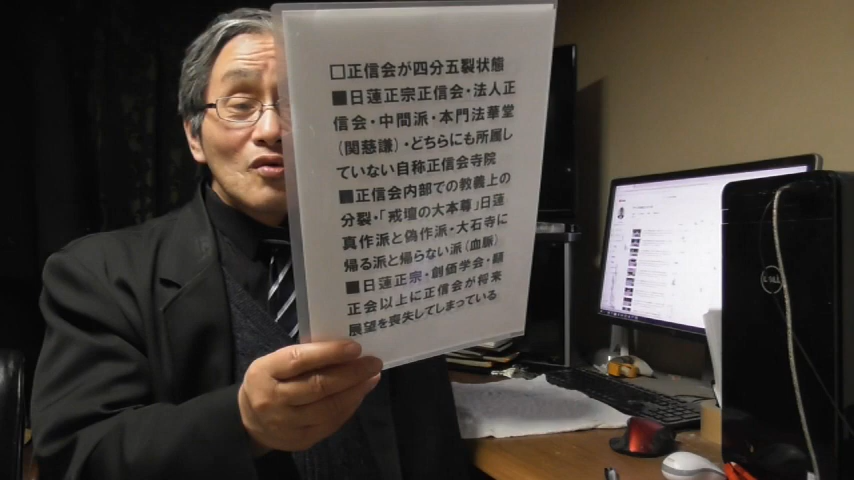 □正信会が四分五裂状態
■日蓮正宗正信会・法人正
信会・中間派・本門法華堂
(関慈謙)・どちらにも所属し
ていない自称正信会寺院
■正信会内部での教義上の
分裂・「戒壇の大本尊」日蓮
真作派と偽作派・大石寺に
帰る派と帰らない派(血脈)
■日蓮正宗・創価学会・顕
正会以上に正信会が将来
展望を喪失してしまっている
DELL